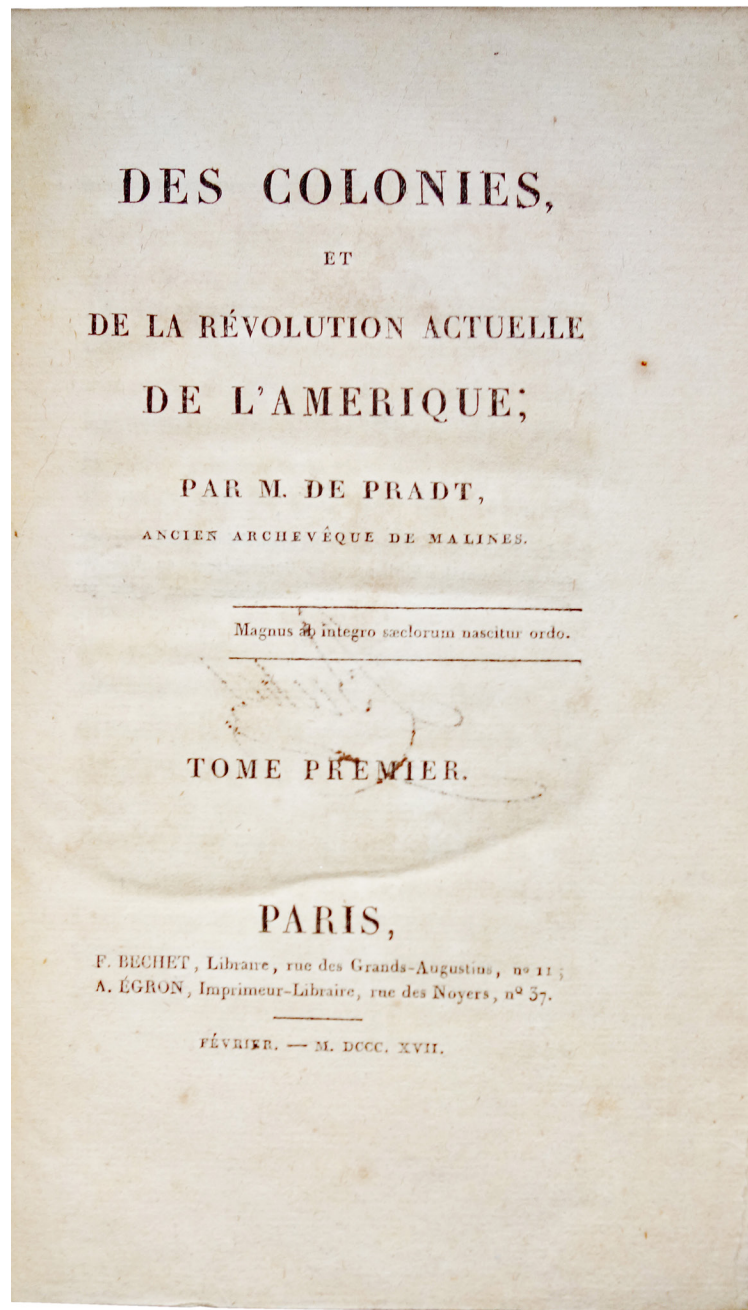 DES COLONIES,
ET
DE LA RÉVOLUTION ACTUELLE
DE L'AMERIQUE;
PAR M. DE PRADT,
ANCIEN ARCHEVÊQUE DE MALINES.
Magnus ab integro sæclorum nascitur ordo.
TOME PREMIER.
PARIS,
F. BECHET, Libraire, rue des Grands-Augustins, nº 11;
A. ÉGRON, Imprimeur-Libraire, rue des Noyers, nº 37.
FÉVRIER. — M. DCCC. XVII.